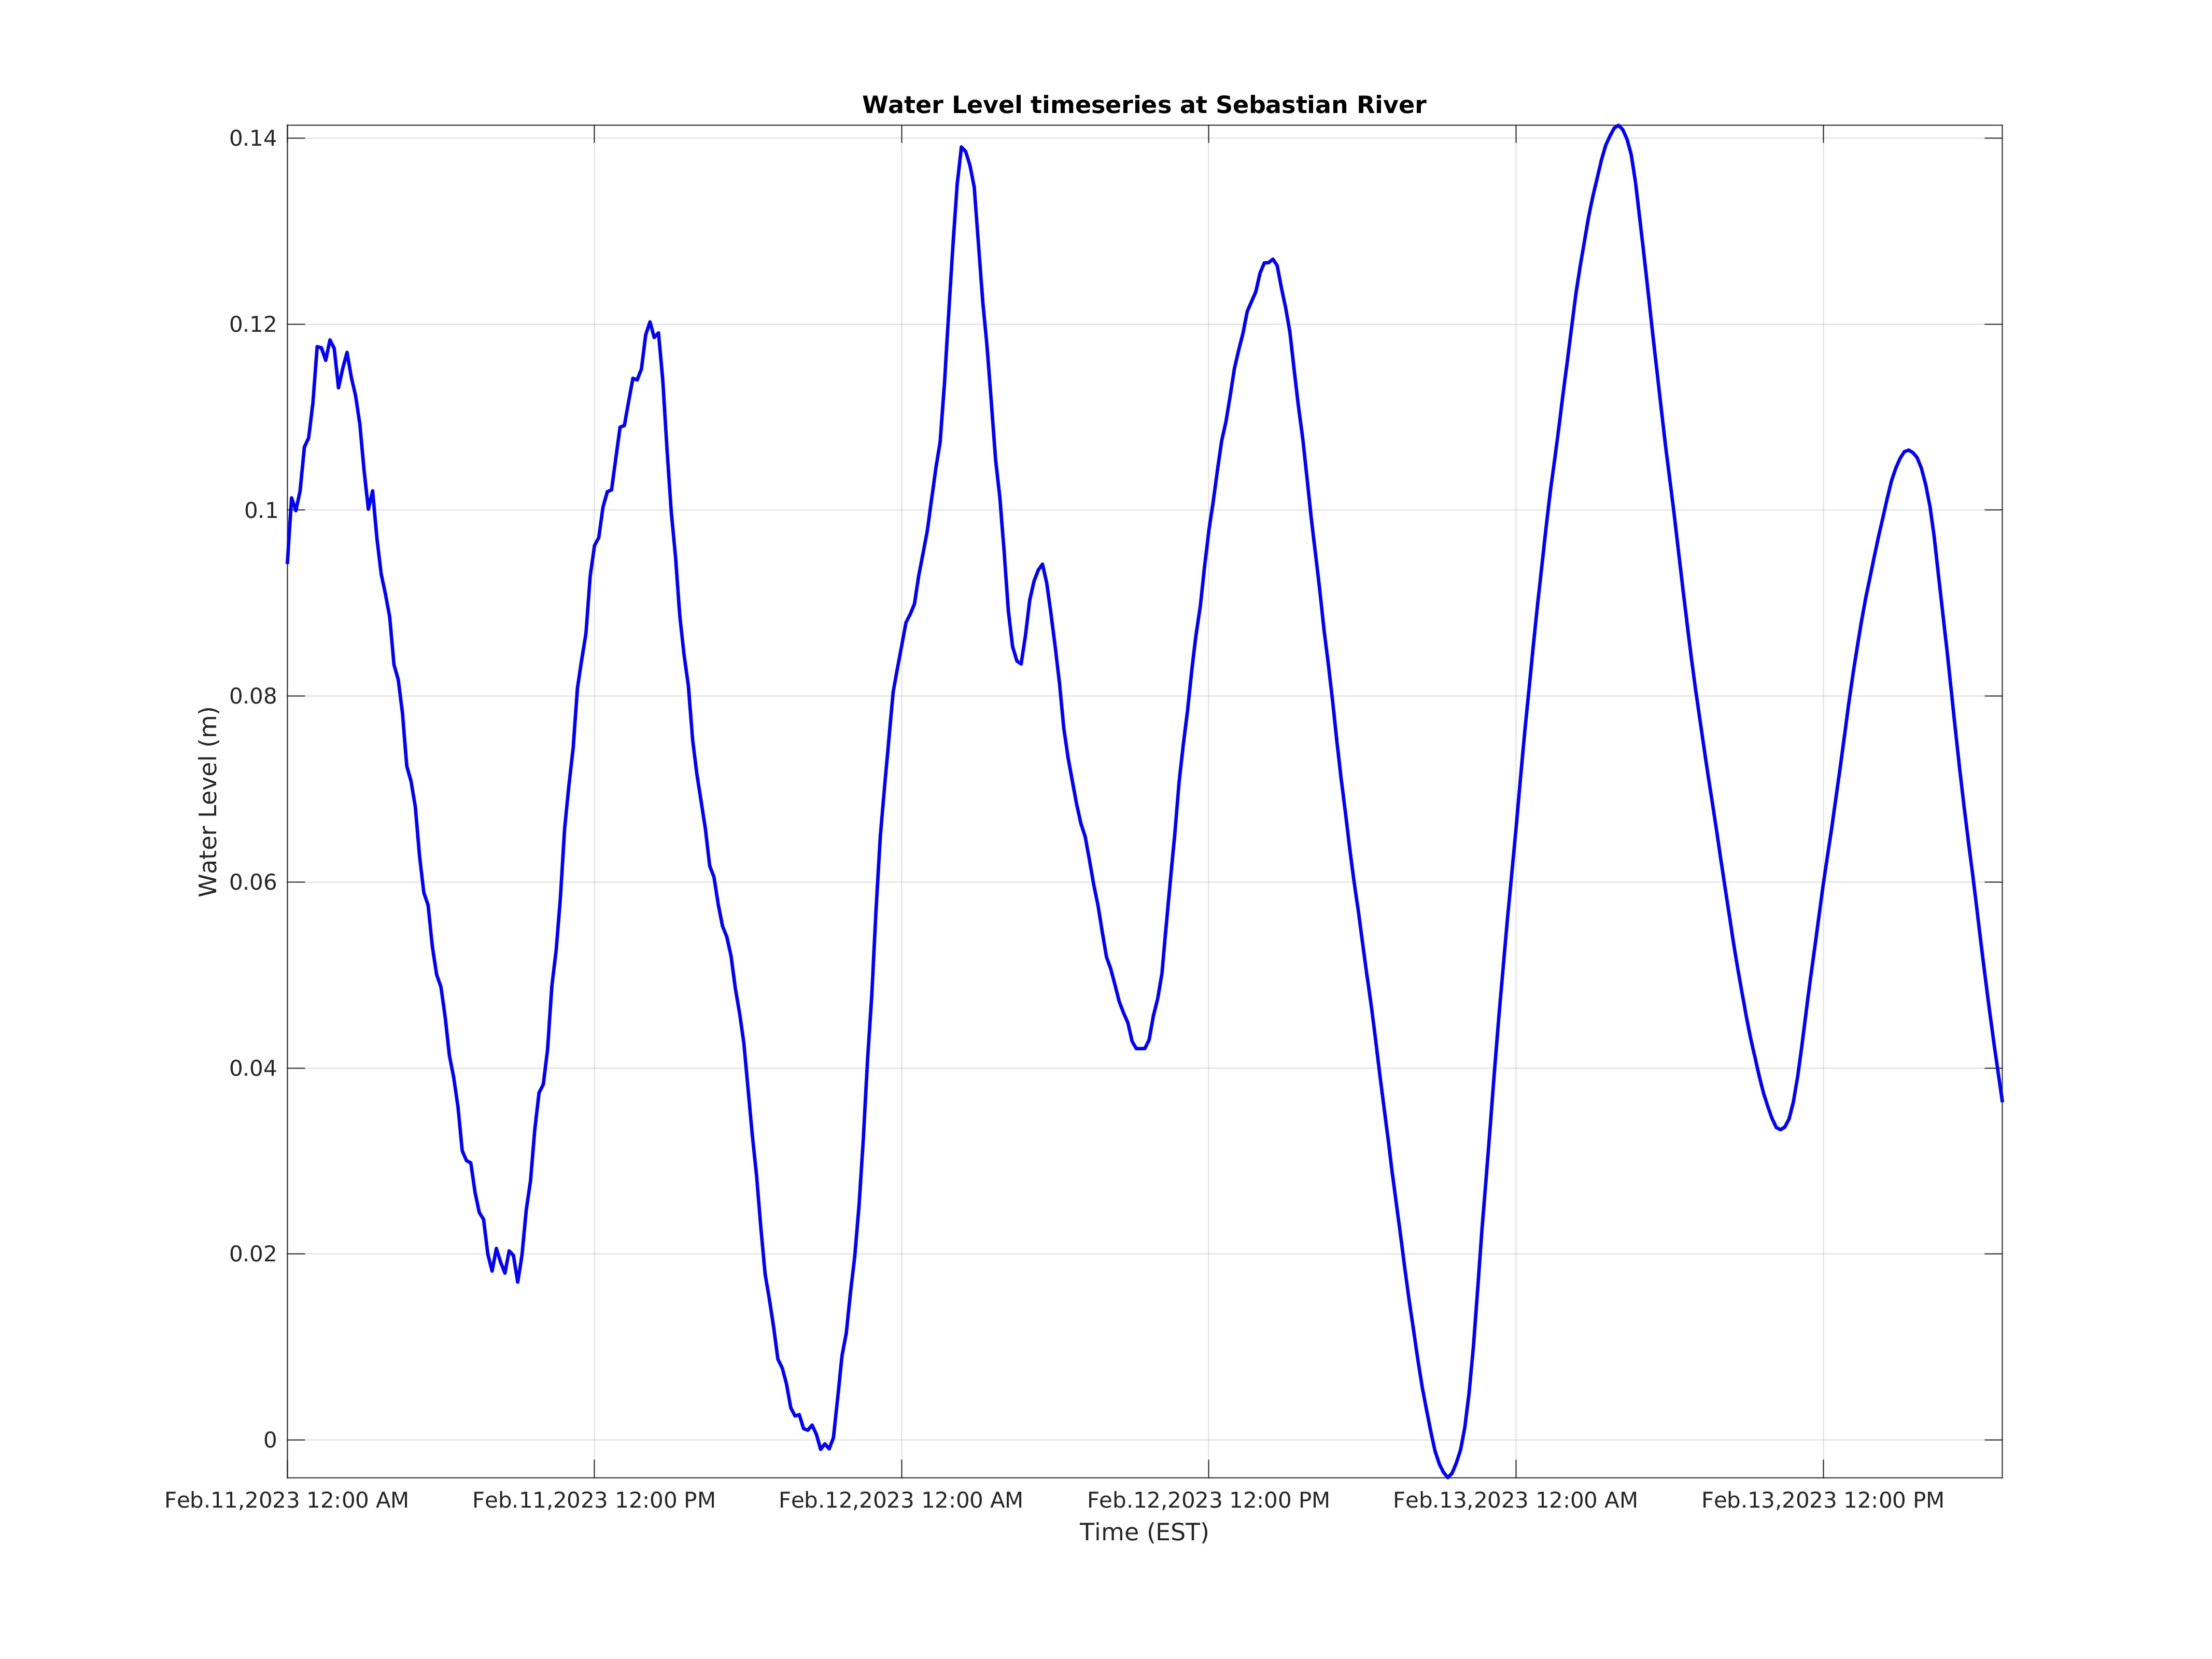 Water Level timeseries at Sebastian River
0.14
0.12
0.1
0.08
0.06
0.04
0.02
0
Water Level (m)
Feb.11,2023 12:00 AM
Feb.11,2023 12:00 PM
Feb.12,2023 12:00 AM
Feb.12,2023 12:00 PM
Feb.13,2023 12:00 AM
Feb.13,2023 12:00 PM
Time (EST)